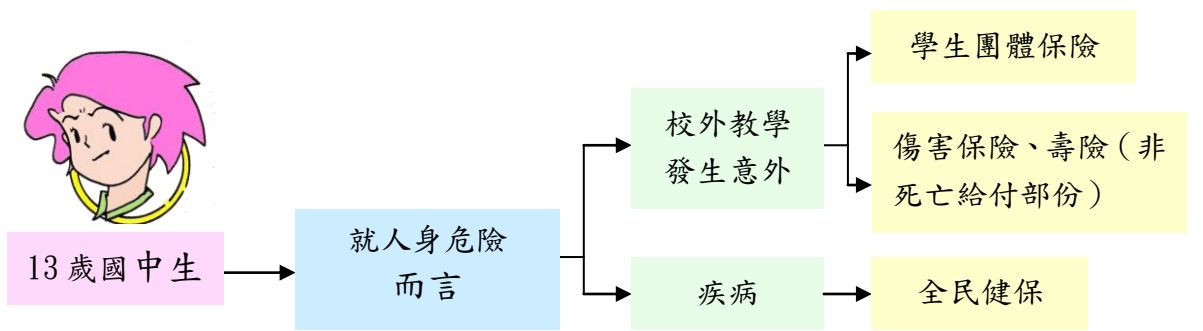 13歲國中生
就人身危險
而言
校外教學
發生意外
疾病
學生團體保險
傷害保險、壽險（非
死亡給付部份）
全民健保